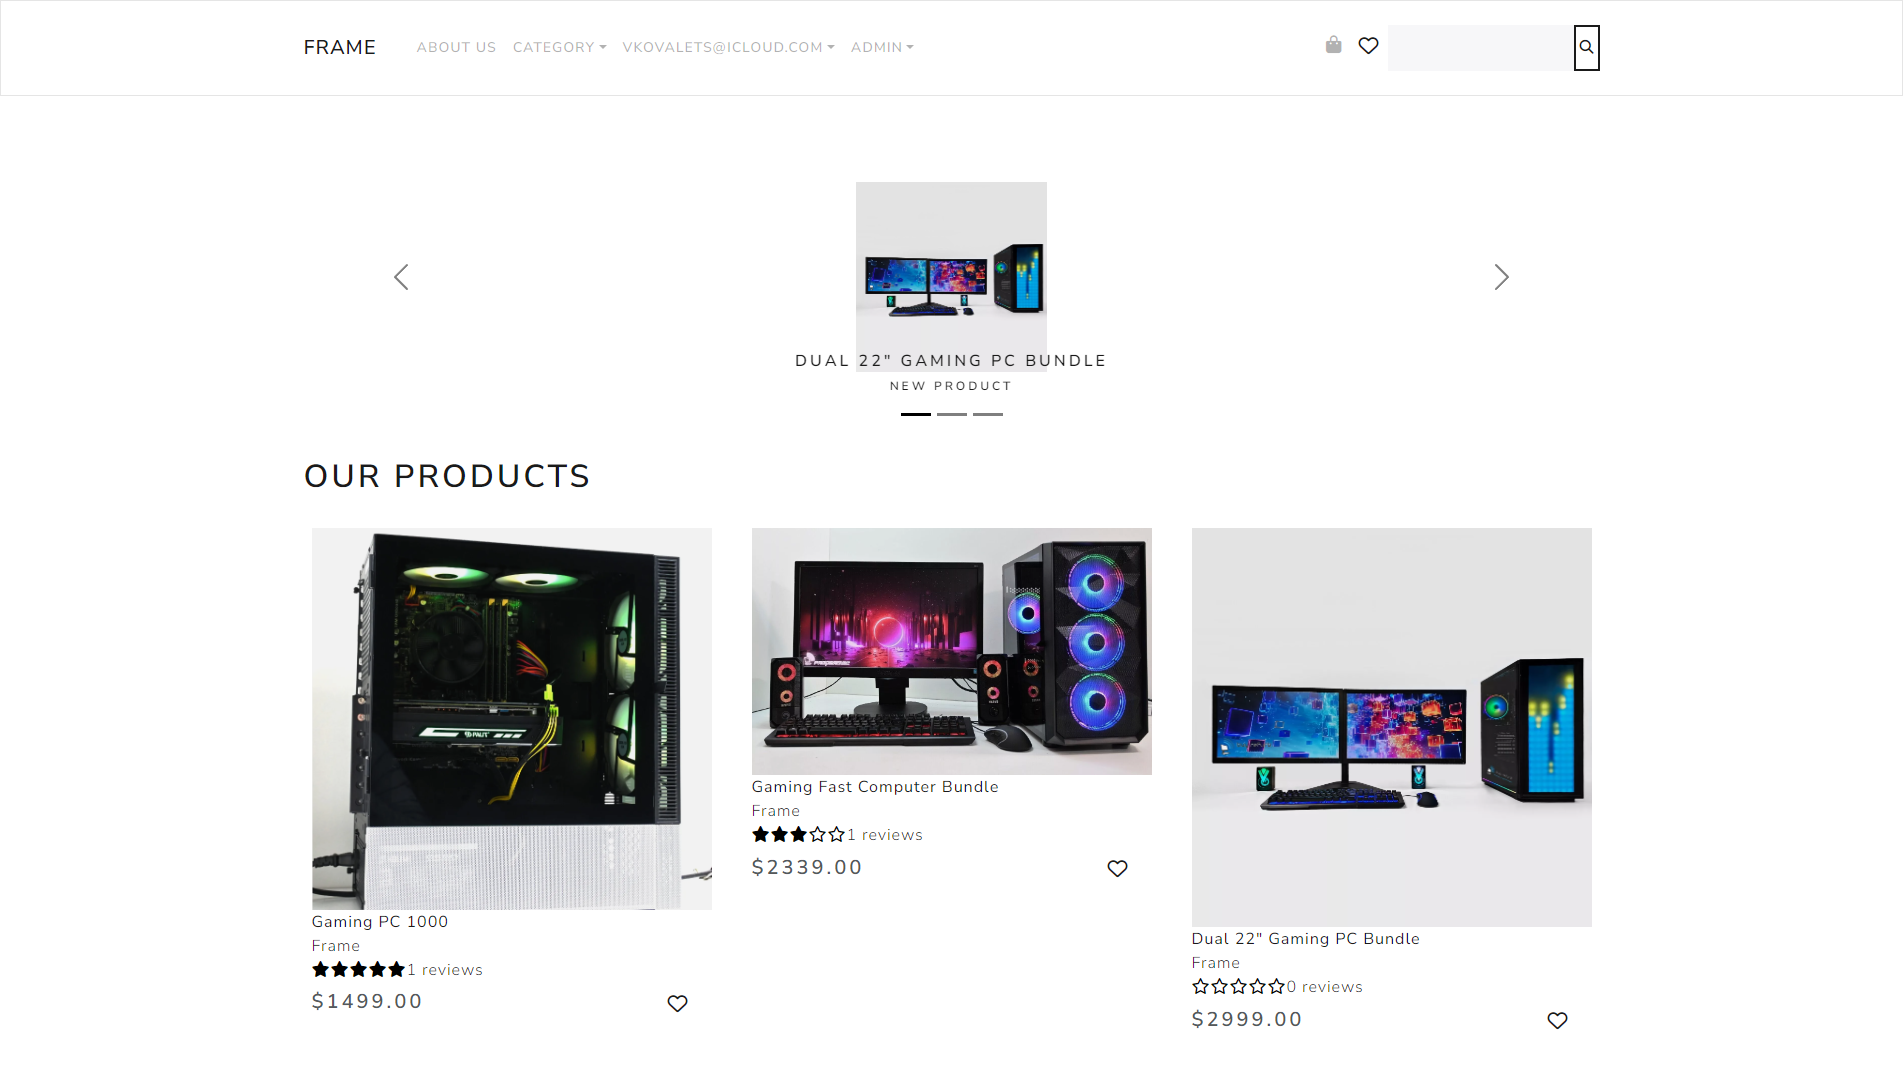 FRAME ABOUT US CATEGORY VKOVALETS@ICLOUD.COM ADMIN
DUAL 22" GAMING PC BUNDLE
NEW PRODUCT
OUR PRODUCTS
PALIT
Gaming PC 1000
Frame
1 reviews
$1499.00
Gaming Fast Computer Bundle
Frame
1 reviews
$2339.00
Dual 22" Gaming PC Bundle
Frame
0 reviews
$2999.00